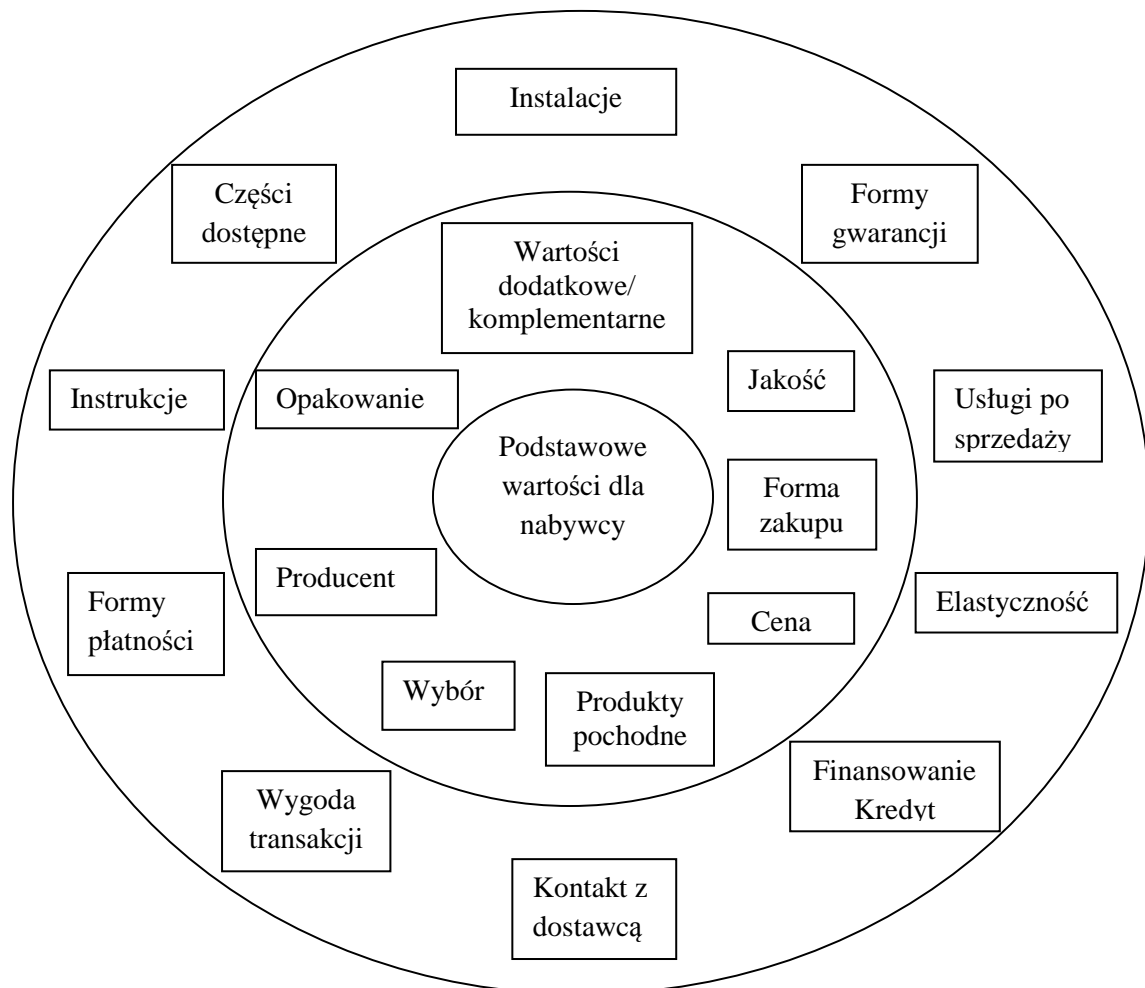 Instalacje
Części
dostępne
Formy
gwarancji
Wartości
dodatkowe/
komplementarne
Jakość
Instrukcje
Opakowanie
Usługi po
sprzedaży
Podstawowe
wartości dla
nabywcy
Forma
zakupu
Producent
Formy
płatności
Elastyczność
Cena
Wybór
Produkty
pochodne
Finansowanie
Kredyt
Wygoda
transakcji
Kontakt z
dostawcą